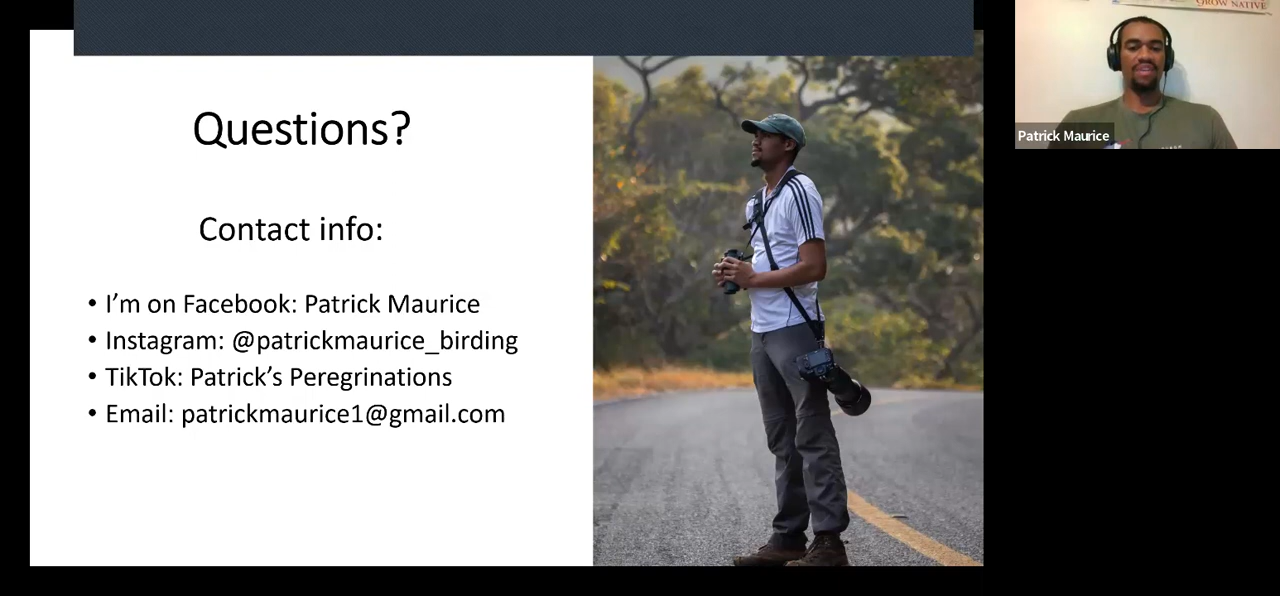 Questions?
Contact info:
• I’m on Facebook: Patrick Maurice
• Instagram: @patrickmaurice_birding
• TikTok: Patrick’s Peregrinations
• Email: patrickmaurice1@gmail.com
GROW NATIVE
Patrick Maurice